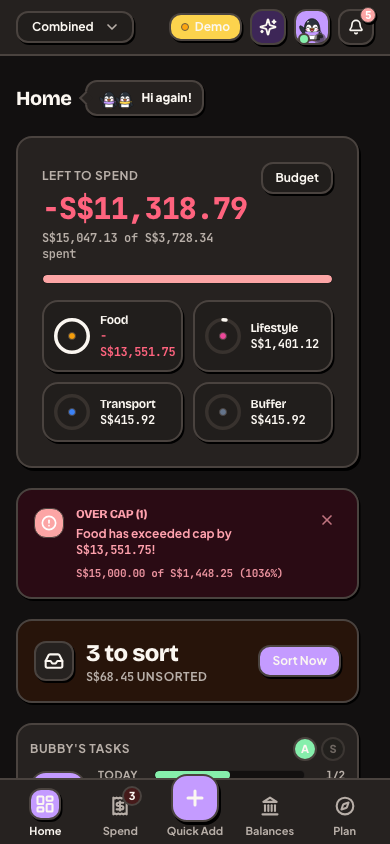 Combined
Demo
5
Home
Hi again!
LEFT TO SPEND
Budget
-S$11,318.79
S$15,047.13 of S$3,728.34
spent
Food
-
S$13,551.75
Lifestyle
S$1,401.12
Transport
S$415.92
Buffer
S$415.92
OVER CAP (1)
Food has exceeded cap by
S$13,551.75!
S$15,000.00 of S$1,448.25 (1036%)
3 to sort
S$68.45 UNSORTED
Sort Now
BUBBY'S TASKS
A
S
TODAY
1/2
3
Home
Spend
Quick Add
Balances
Plan